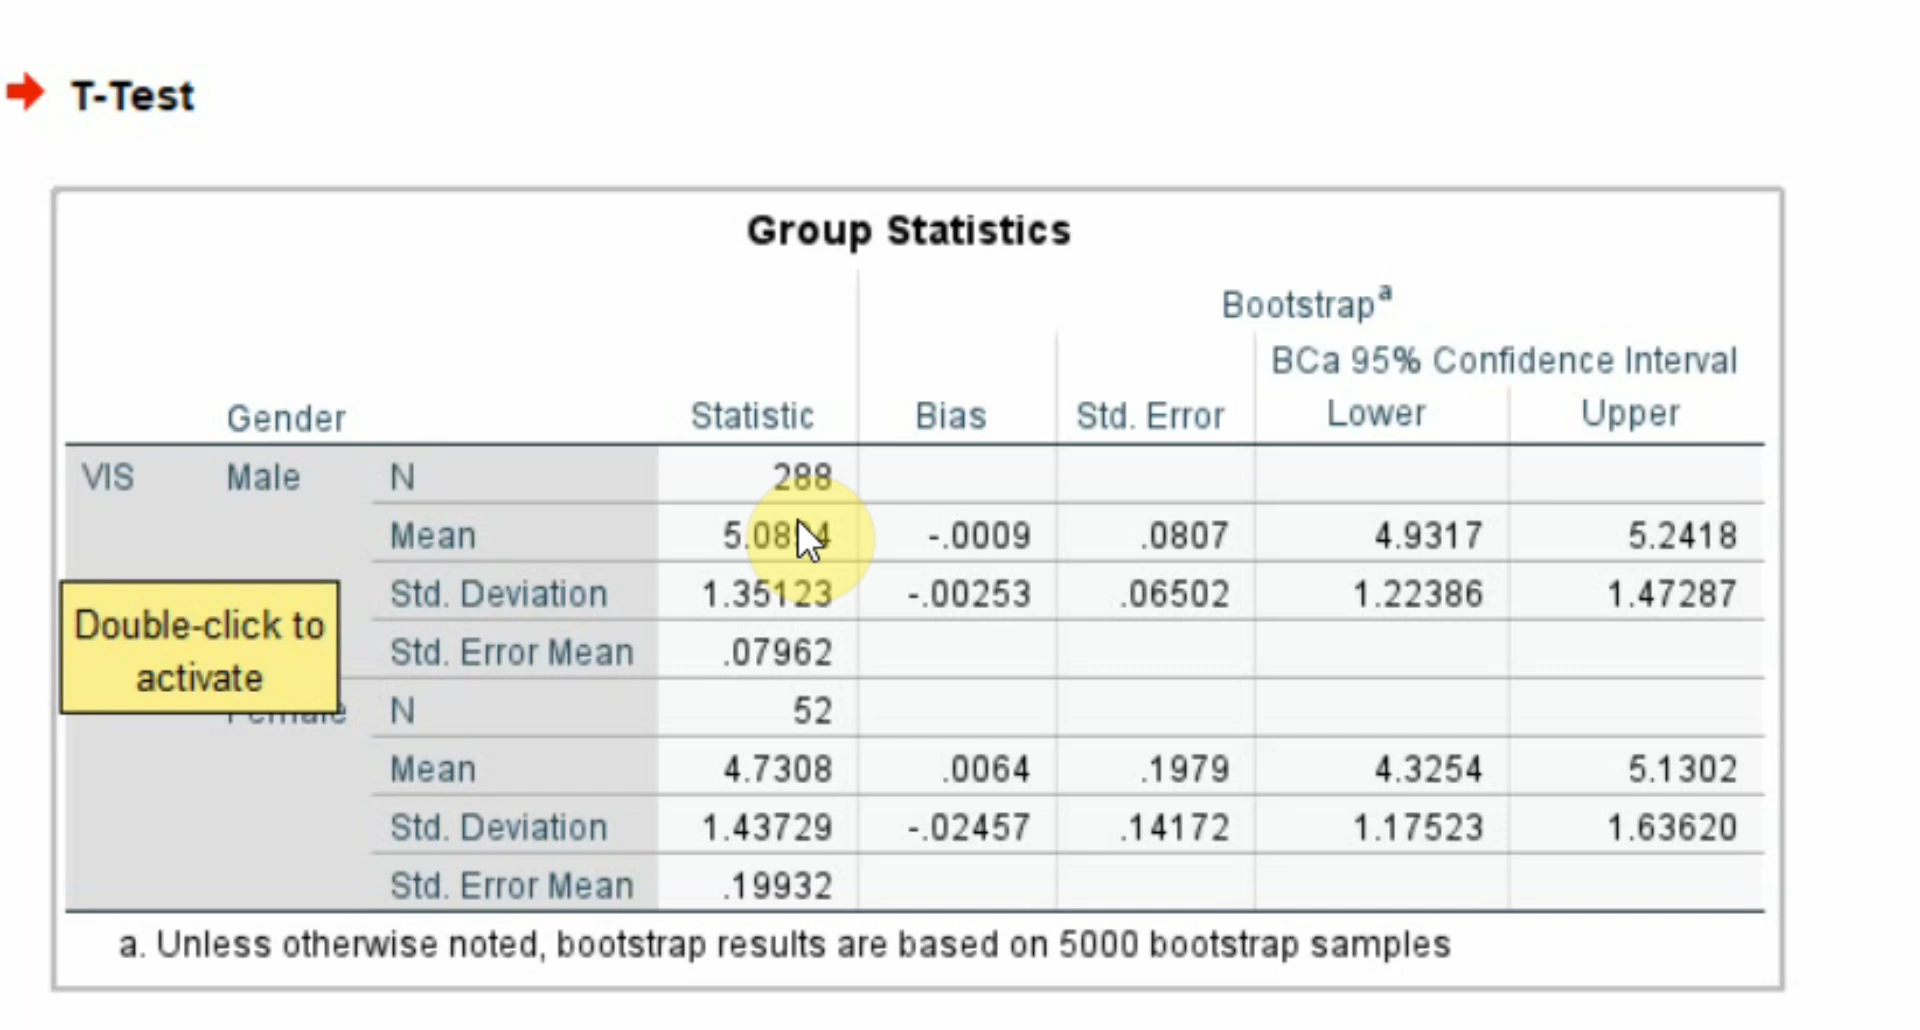 T-Test
Group Statistics
Bootstrap a
BCa 95% Confidence Interval
Gender Statistic Bias Std. Error Lower Upper
VIS Male N 288
Mean -.0009 .0807 4.9317 5.2418
Std. Deviation 1.35123 -.00253 .06502 1.22386 1.47287
Double-click to
activate
Std. Error Mean .07962
Female N 52
Mean 4.7308 .0064 .1979 4.3254 5.1302
Std. Deviation 1.43729 -.02457 .14172 1.17523 1.63620
Std. Error Mean .19932
a. Unless otherwise noted, bootstrap results are based on 5000 bootstrap samples